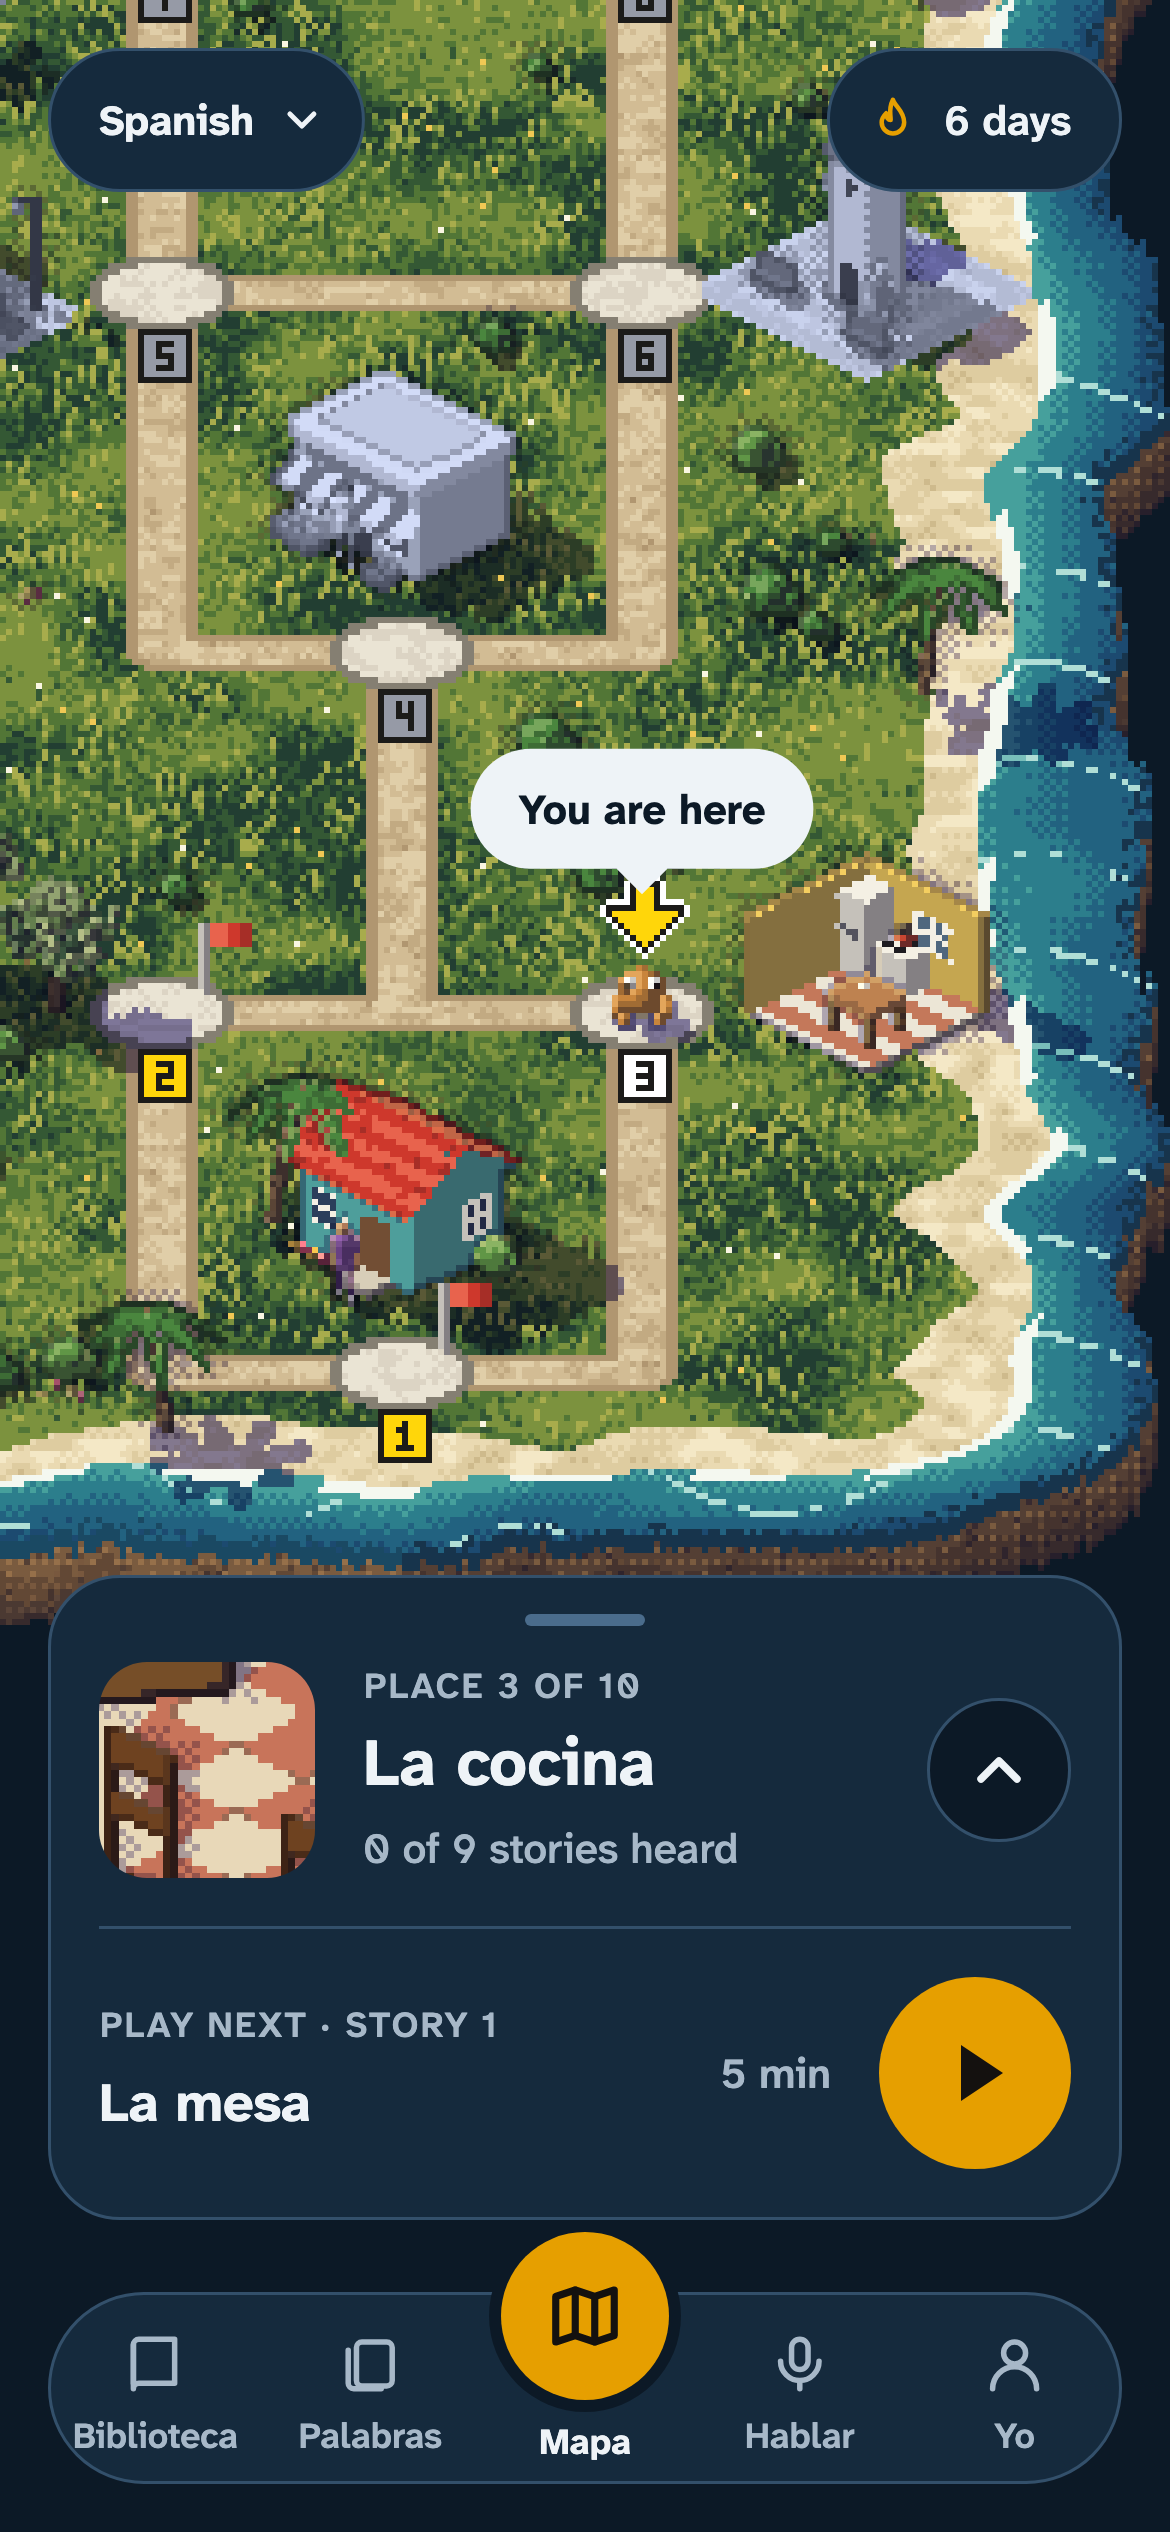 Spanish
6 days
5
6
4
You are here
2
3
1
PLACE 3 OF 10
La cocina
0 of 9 stories heard
PLAY NEXT · STORY 1
La mesa
5 min
Biblioteca
Palabras
Mapa
Hablar
Yo